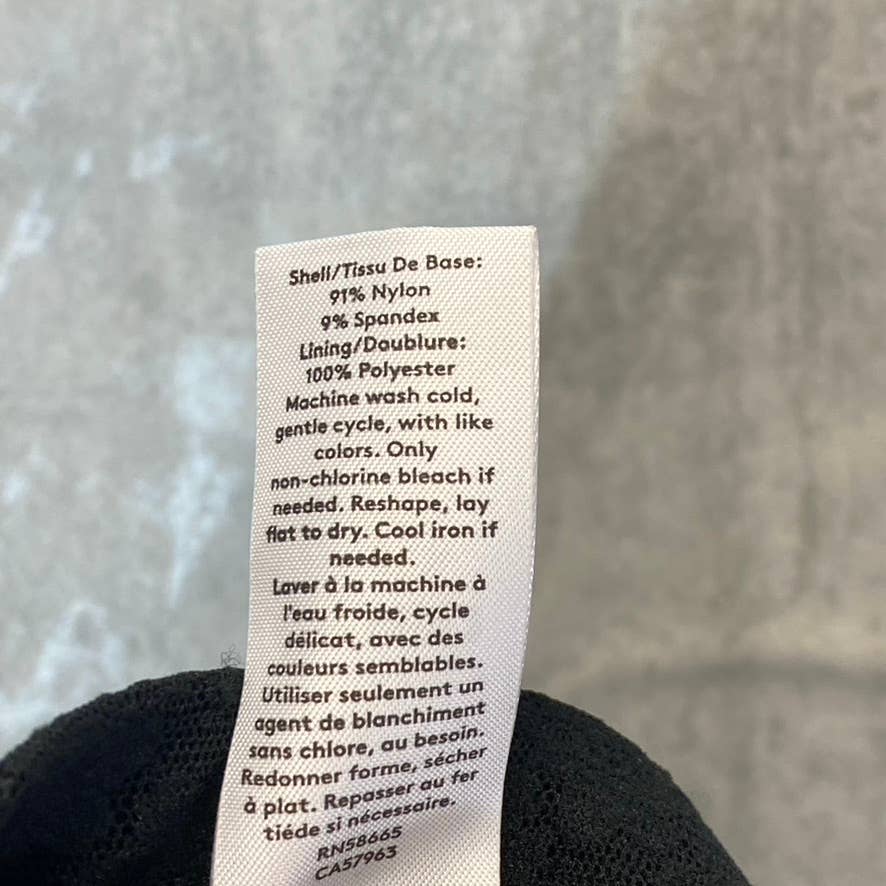 Shell/Tissu De Base:
91% Nylon
9% Spandex
Lining/Doublure:
100% Polyester
Machine wash cold,
gentle cycle, with like
colors. Only
non-chlorine bleach if
needed. Reshape, lay
flat to dry. Cool iron if
needed.
Laver à la machine à
l'eau froide, cycle
délicat, avec des
couleurs semblables.
Utiliser seulement un
agent de blanchiment
sans chlore, au besoin.
Redonner forme, sécher
à plat. Repasser au fer
tiéde si nécessaire.
RN58665
CA57963